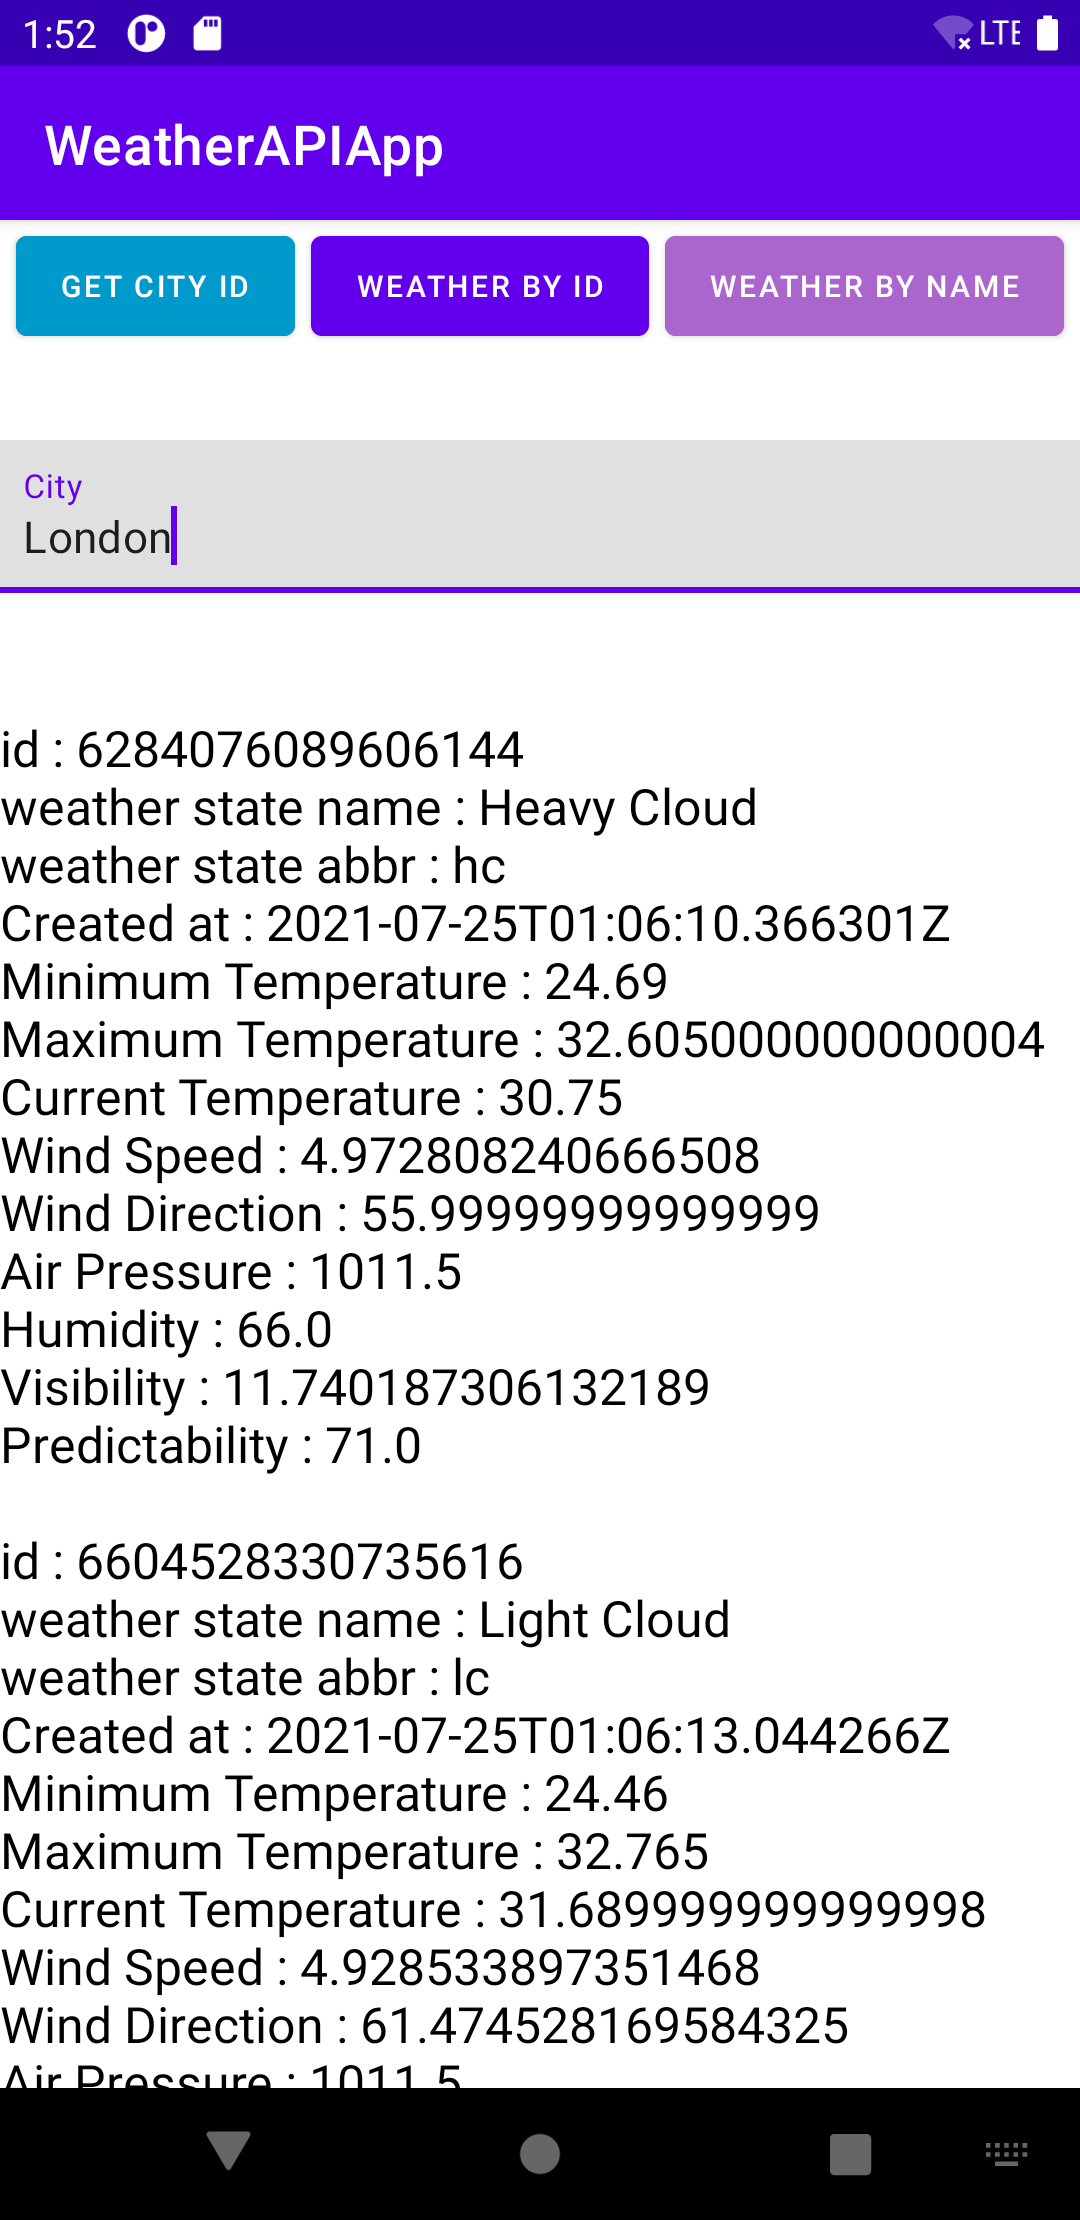 1:52 LTE
WeatherAPIApp
GET CITY ID WEATHER BY ID WEATHER BY NAME
City
London
id : 6284076089606144
weather state name : Heavy Cloud
weather state abbr : hc
Created at : 2021-07-25T01:06:10.366301Z
Minimum Temperature : 24.69
Maximum Temperature : 32.605000000000004
Current Temperature : 30.75
Wind Speed : 4.972808240666508
Wind Direction : 55.99999999999999
Air Pressure : 1011.5
Humidity : 66.0
Visibility : 11.740187306132189
Predictability : 71.0
id : 6604528330735616
weather state name : Light Cloud
weather state abbr : lc
Created at : 2021-07-25T01:06:13.044266Z
Minimum Temperature : 24.46
Maximum Temperature : 32.765
Current Temperature : 31.689999999999998
Wind Speed : 4.928533897351468
Wind Direction : 61.474528169584325
Air Pressure : 1011.5